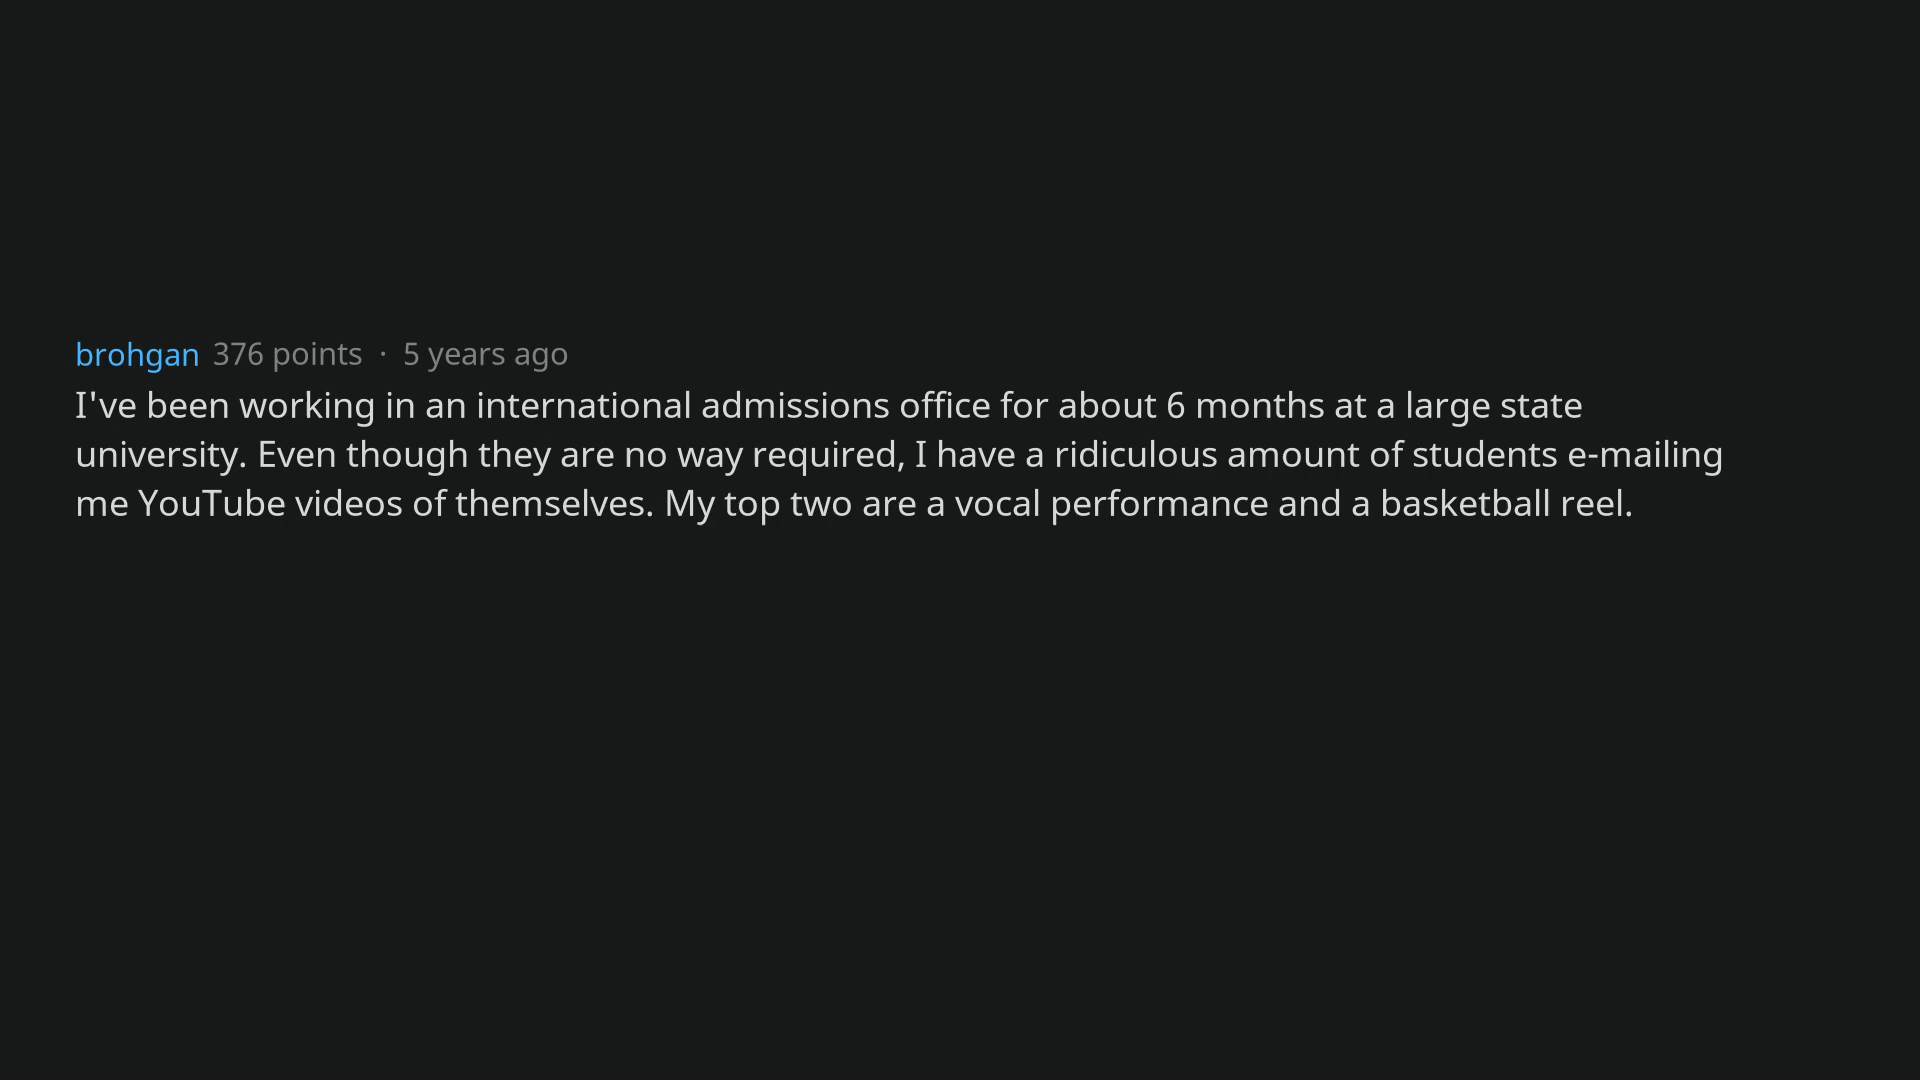 brohgan 376 points · 5 years ago
I've been working in an international admissions office for about 6 months at a large state
university. Even though they are no way required, I have a ridiculous amount of students e-mailing
me YouTube videos of themselves. My top two are a vocal performance and a basketball reel.